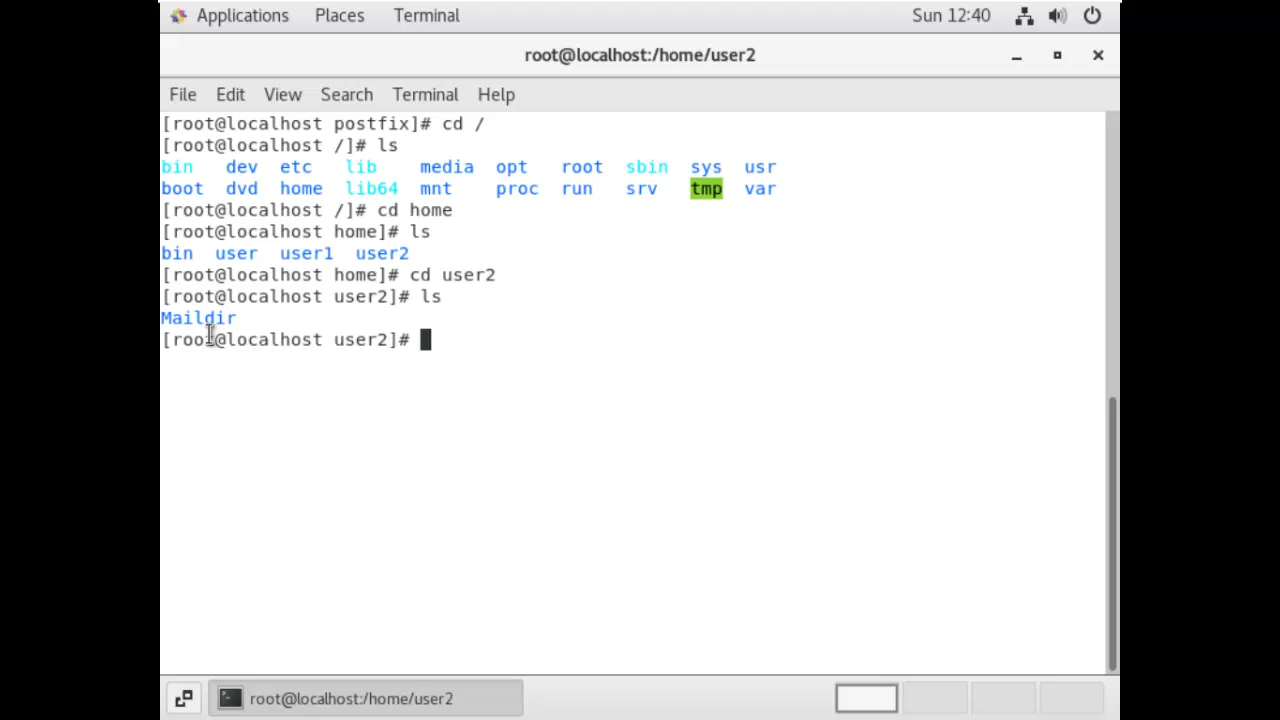 Applications Places Terminal Sun 12:40
root@localhost:/home/user2
File Edit View Search Terminal Help
[root@localhost postfix]# cd /
[root@localhost /]# ls
bin dev etc lib media opt root sbin sys usr
boot dvd home lib64 mnt proc run srv tmp var
[root@localhost /]# cd home
[root@localhost home]# ls
bin user user1 user2
[root@localhost home]# cd user2
[root@localhost user2]# ls
Maildir
[root@localhost user2]#
root@localhost:/home/user2